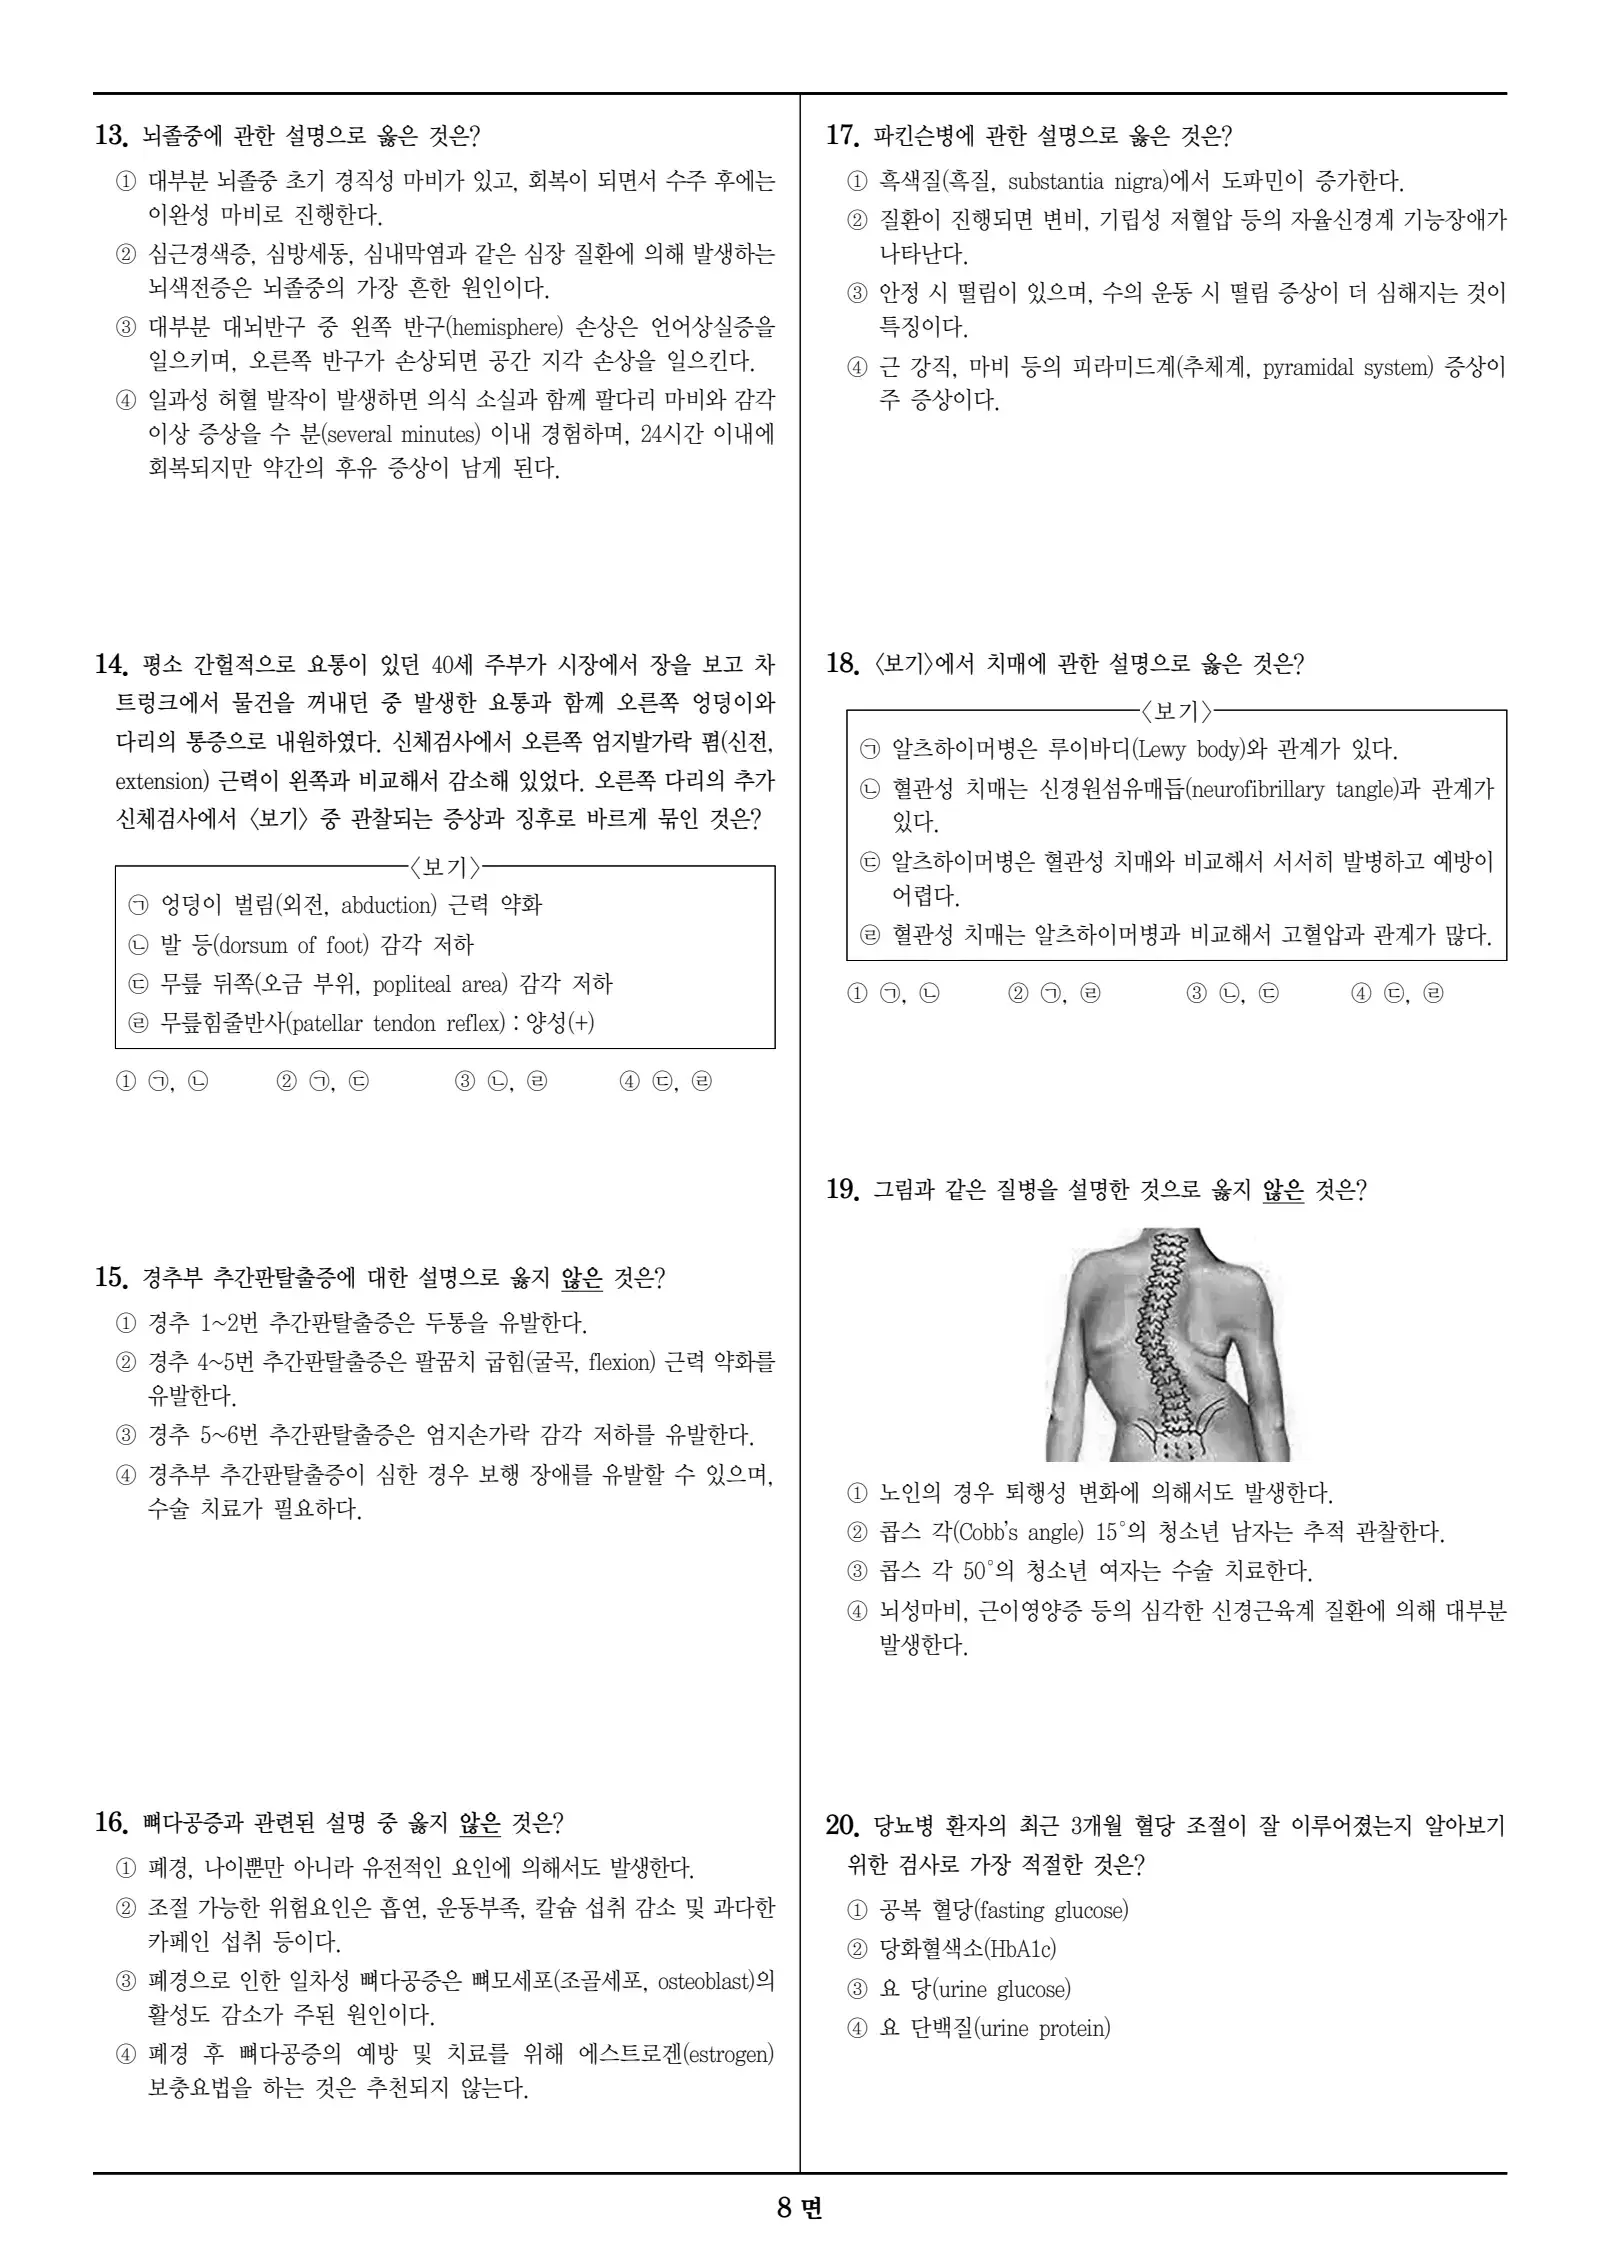 13. 뇌졸중에 관한 설명으로 옳은 것은?
① 대부분 뇌졸중 초기 경직성 마비가 있고, 회복이 되면서 수주 후에는
이완성 마비로 진행한다.
② 심근경색증, 심방세동, 심내막염과 같은 심장 질환에 의해 발생하는
뇌색전증은 뇌졸중의 가장 흔한 원인이다.
③ 대부분 대뇌반구 중 왼쪽 반구(hemisphere) 손상은 언어상실증을
일으키며, 오른쪽 반구가 손상되면 공간 지각 손상을 일으킨다.
④ 일과성 허혈 발작이 발생하면 의식 소실과 함께 팔다리 마비와 감각
이상 증상을 수 분(several minutes) 이내 경험하며, 24시간 이내에
회복되지만 약간의 후유 증상이 남게 된다.
14. 평소 간헐적으로 요통이 있던 40세 주부가 시장에서 장을 보고 차
트렁크에서 물건을 꺼내던 중 발생한 요통과 함께 오른쪽 엉덩이와
다리의 통증으로 내원하였다. 신체검사에서 오른쪽 엄지발가락 폄(신전,
extension) 근력이 왼쪽과 비교해서 감소해 있었다. 오른쪽 다리의 추가
신체검사에서 〈보기〉 중 관찰되는 증상과 징후로 바르게 묶인 것은?
〈보기〉
㉠ 엉덩이 벌림(외전, abduction) 근력 약화
㉡ 발 등(dorsum of foot) 감각 저하
㉢ 무릎 뒤쪽(오금 부위, popliteal area) 감각 저하
㉣ 무릎힘줄반사(patellar tendon reflex) : 양성(+)
① ㉠, ㉡ ② ㉠, ㉢ ③ ㉡, ㉣ ④ ㉢, ㉣
15. 경추부 추간판탈출증에 대한 설명으로 옳지 않은 것은?
① 경추 1~2번 추간판탈출증은 두통을 유발한다.
② 경추 4~5번 추간판탈출증은 팔꿈치 굽힘(굴곡, flexion) 근력 약화를
유발한다.
③ 경추 5~6번 추간판탈출증은 엄지손가락 감각 저하를 유발한다.
④ 경추부 추간판탈출증이 심한 경우 보행 장애를 유발할 수 있으며,
수술 치료가 필요하다.
16. 뼈다공증과 관련된 설명 중 옳지 않은 것은?
① 폐경, 나이뿐만 아니라 유전적인 요인에 의해서도 발생한다.
② 조절 가능한 위험요인은 흡연, 운동부족, 칼슘 섭취 감소 및 과다한
카페인 섭취 등이다.
③ 폐경으로 인한 일차성 뼈다공증은 뼈모세포(조골세포, osteoblast)의
활성도 감소가 주된 원인이다.
④ 폐경 후 뼈다공증의 예방 및 치료를 위해 에스트로겐(estrogen)
보충요법을 하는 것은 추천되지 않는다.
17. 파킨슨병에 관한 설명으로 옳은 것은?
① 흑색질(흑질, substantia nigra)에서 도파민이 증가한다.
② 질환이 진행되면 변비, 기립성 저혈압 등의 자율신경계 기능장애가
나타난다.
③ 안정 시 떨림이 있으며, 수의 운동 시 떨림 증상이 더 심해지는 것이
특징이다.
④ 근 강직, 마비 등의 피라미드계(추체계, pyramidal system) 증상이
주 증상이다.
18. 〈보기〉에서 치매에 관한 설명으로 옳은 것은?
〈보기〉
㉠ 알츠하이머병은 루이바디(Lewy body)와 관계가 있다.
㉡ 혈관성 치매는 신경원섬유매듭(neurofibrillary tangle)과 관계가
있다.
㉢ 알츠하이머병은 혈관성 치매와 비교해서 서서히 발병하고 예방이
어렵다.
㉣ 혈관성 치매는 알츠하이머병과 비교해서 고혈압과 관계가 많다.
① ㉠, ㉡ ② ㉠, ㉣ ③ ㉡, ㉢ ④ ㉢, ㉣
19. 그림과 같은 질병을 설명한 것으로 옳지 않은 것은?
① 노인의 경우 퇴행성 변화에 의해서도 발생한다.
② 콥스 각(Cobb's angle) 15°의 청소년 남자는 추적 관찰한다.
③ 콥스 각 50°의 청소년 여자는 수술 치료한다.
④ 뇌성마비, 근이영양증 등의 심각한 신경근육계 질환에 의해 대부분
발생한다.
20. 당뇨병 환자의 최근 3개월 혈당 조절이 잘 이루어졌는지 알아보기
위한 검사로 가장 적절한 것은?
① 공복 혈당(fasting glucose)
② 당화혈색소(HbA1c)
③ 요 당(urine glucose)
④ 요 단백질(urine protein)
8 면